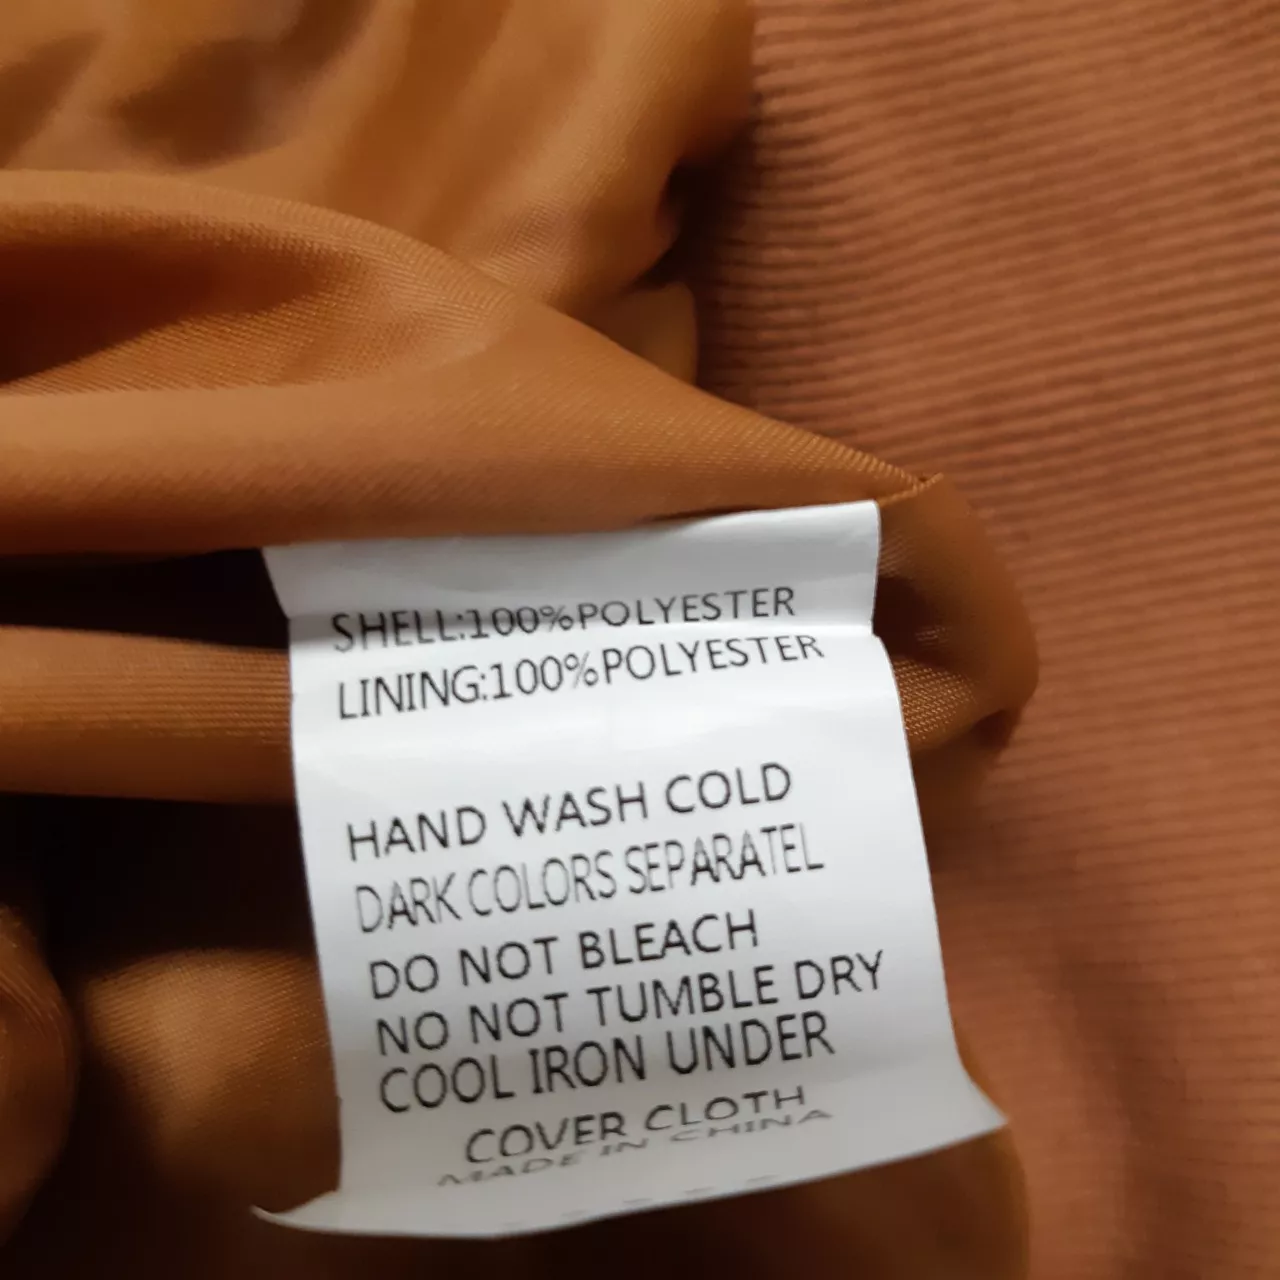 SHELL:100%POLYESTER
LINING:100%POLYESTER
HAND WASH COLD
DARK COLORS SEPARATEL
DO NOT BLEACH
NO NOT TUMBLE DRY
COOL IRON UNDER
COVER CLOTH
MADE IN CHINA